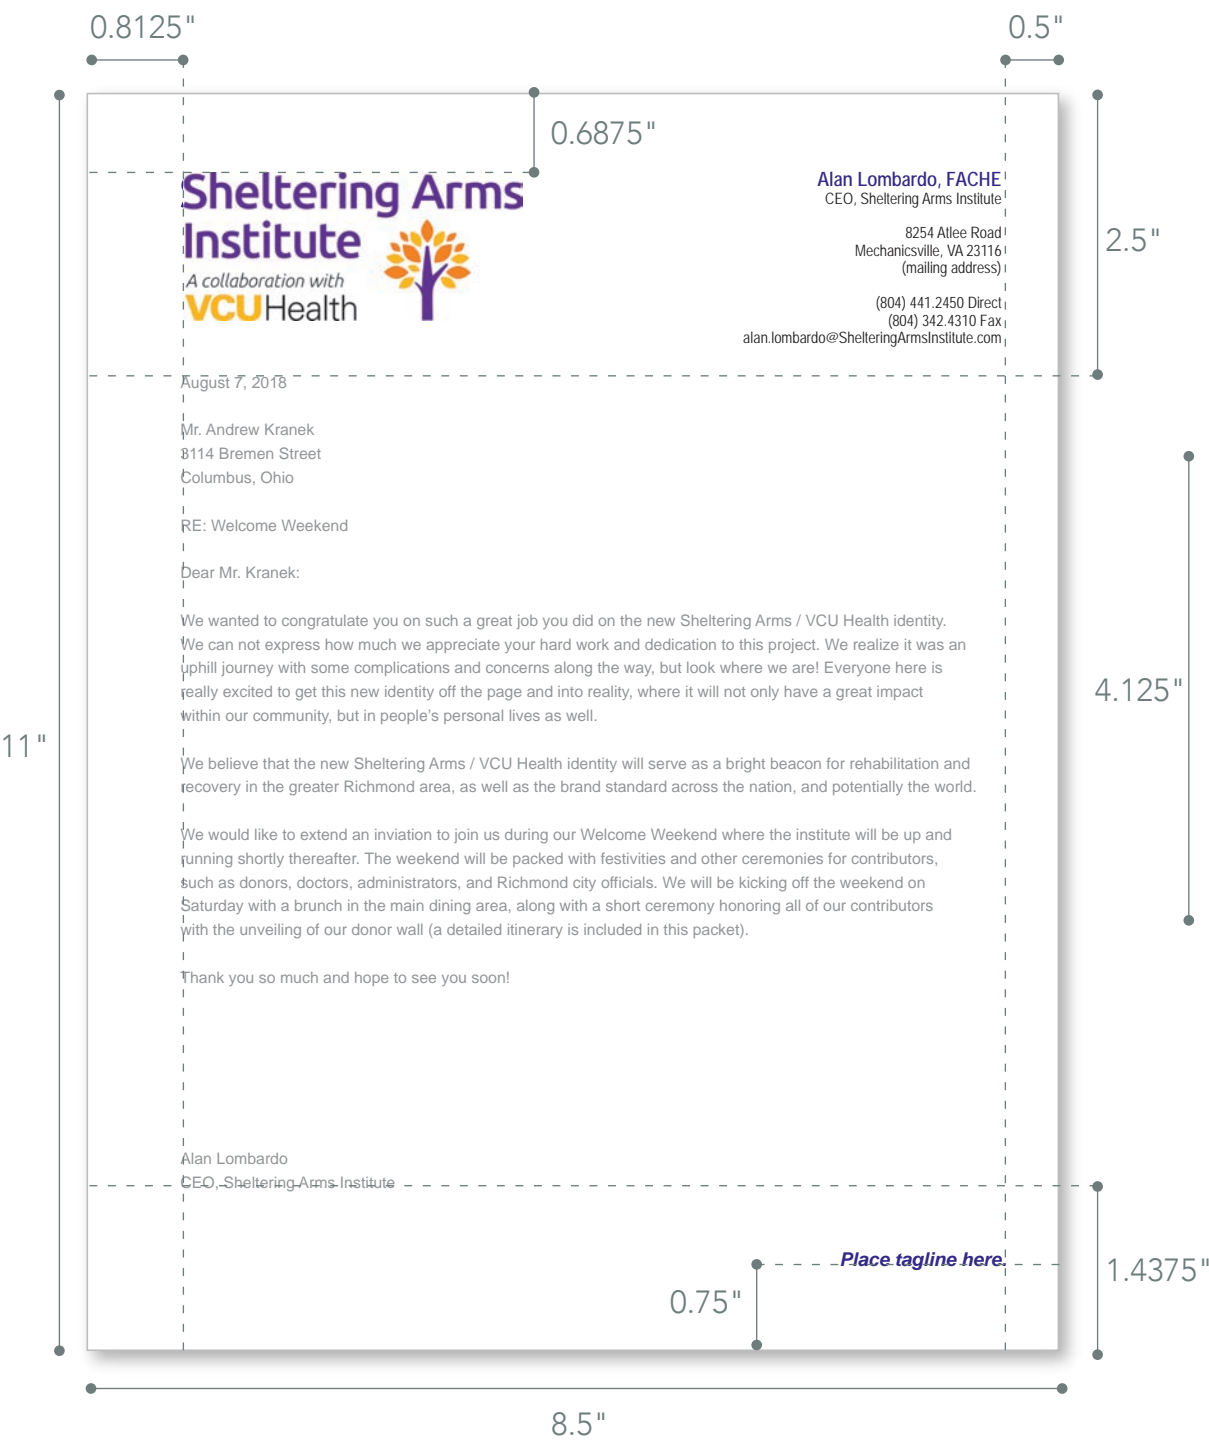 0.8125"
0.5"
0.6875"
Sheltering Arms
Institute
A collaboration with
VCUHealth
Alan Lombardo, FACHE
CEO, Sheltering Arms Institute
8254 Atlee Road
Mechanicsville, VA 23116
(mailing address)
(804) 441.2450 Direct
(804) 342.4310 Fax
alan.lombardo@ShelteringArmsInstitute.com
2.5"
August 7, 2018
Mr. Andrew Kranek
3114 Bremen Street
Columbus, Ohio
RE: Welcome Weekend
Dear Mr. Kranek:
We wanted to congratulate you on such a great job you did on the new Sheltering Arms / VCU Health identity.
We can not express how much we appreciate your hard work and dedication to this project. We realize it was an
uphill journey with some complications and concerns along the way, but look where we are! Everyone here is
really excited to get this new identity off the page and into reality, where it will not only have a great impact
within our community, but in people's personal lives as well.
4.125"
11"
We believe that the new Sheltering Arms / VCU Health identity will serve as a bright beacon for rehabilitation and
recovery in the greater Richmond area, as well as the brand standard across the nation, and potentially the world.
We would like to extend an inviation to join us during our Welcome Weekend where the institute will be up and
running shortly thereafter. The weekend will be packed with festivities and other ceremonies for contributors,
such as donors, doctors, administrators, and Richmond city officials. We will be kicking off the weekend on
Saturday with a brunch in the main dining area, along with a short ceremony honoring all of our contributors
with the unveiling of our donor wall (a detailed itinerary is included in this packet).
Thank you so much and hope to see you soon!
Alan Lombardo
CEO, Sheltering Arms Institute
Place tagline here.
1.4375"
0.75"
8.5"